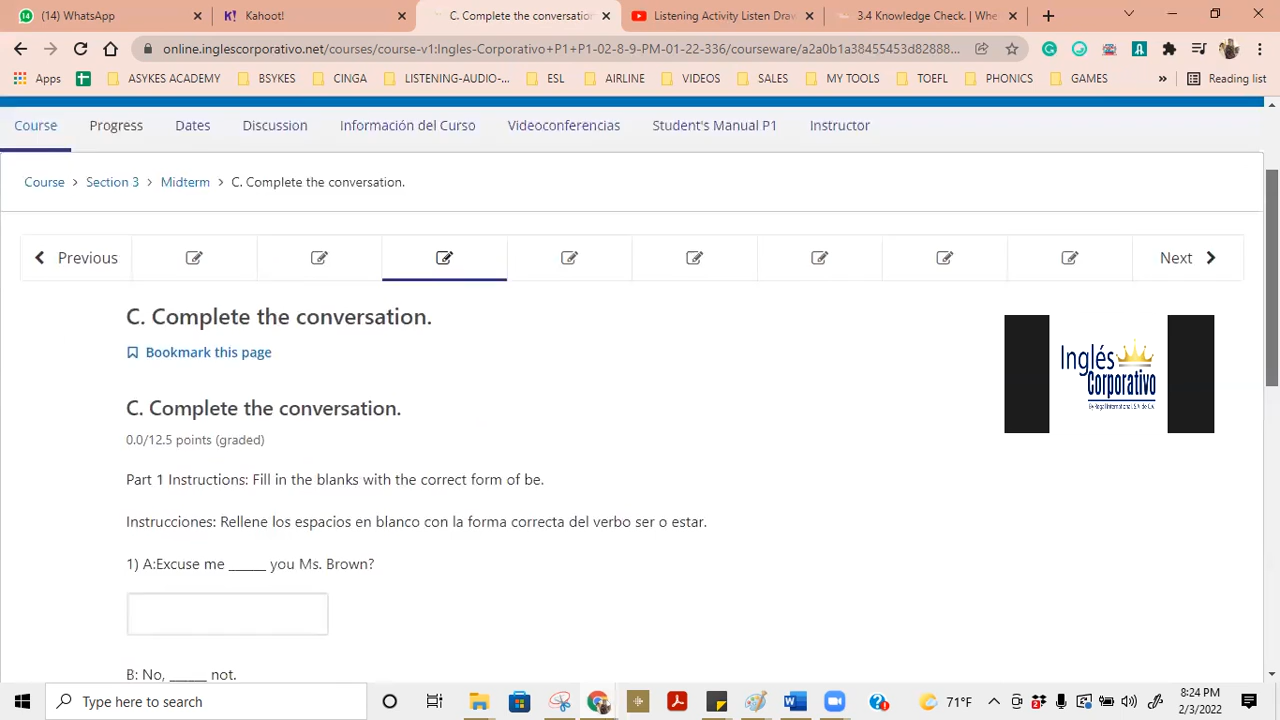 (14) WhatsApp
Kahoot!
C. Complete the conversation
Listening Activity Listen Draw
3.4 Knowledge Check. | Whe
online.inglescorporativo.net/courses/course-v1:Ingles-Corporativo+P1+P1-02-8-9-PM-01-22-336/courseware/a2a0b1a38455453d82888...
Apps
ASYKES ACADEMY
BSYKES
CINGA
LISTENING-AUDIO-...
ESL
AIRLINE
VIDEOS
SALES
MY TOOLS
TOEFL
PHONICS
GAMES
»
Reading list
Course
Progress
Dates
Discussion
Información del Curso
Videoconferencias
Student's Manual P1
Instructor
Course > Section 3 > Midterm > C. Complete the conversation.
Previous
Next
C. Complete the conversation.
Bookmark this page
Inglés
Corporativo
C. Complete the conversation.
0.0/12.5 points (graded)
Part 1 Instructions: Fill in the blanks with the correct form of be.
Instrucciones: Rellene los espacios en blanco con la forma correcta del verbo ser o estar.
1) A:Excuse me _____ you Ms. Brown?
B: No, _____ not.
Type here to search
71°F
8:24 PM
2/3/2022